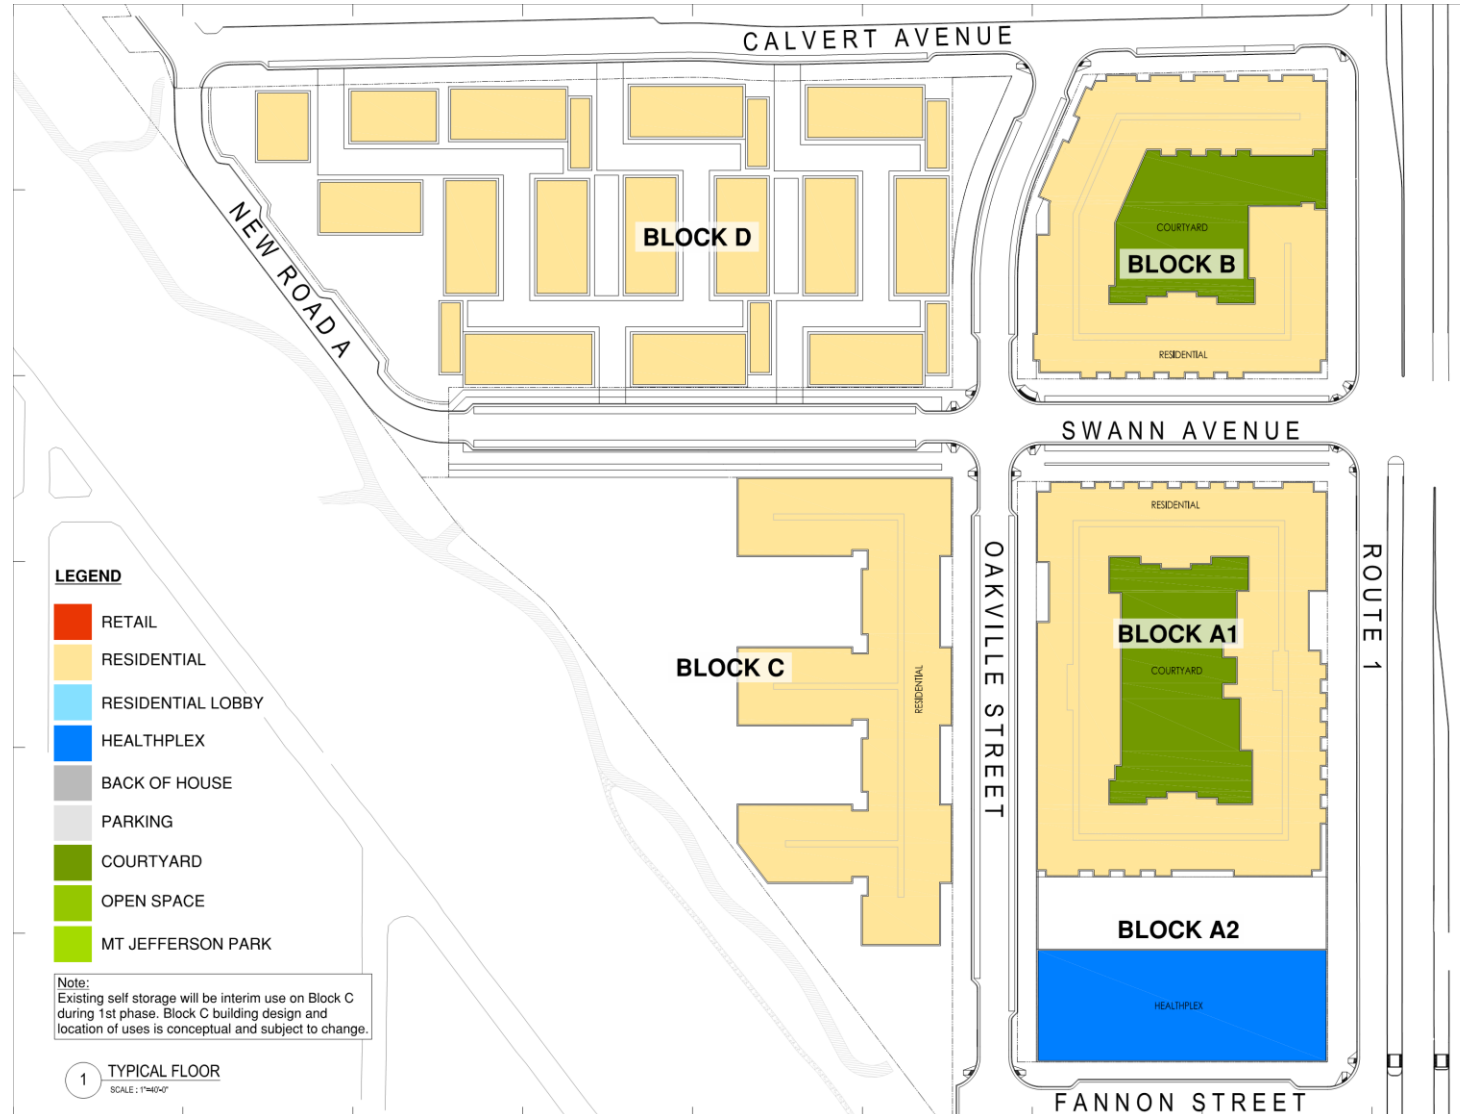 CALVERT AVENUE
NEW ROAD A
BLOCK D
COURTYARD
BLOCK B
RESIDENTIAL
SWANN AVENUE
RESIDENTIAL
OAKVILLE STREET
ROUTE 1
BLOCK A1
COURTYARD
BLOCK C
RESIDENTIAL
BLOCK A2
HEALTHPLEX
FANNON STREET
LEGEND
RETAIL
RESIDENTIAL
RESIDENTIAL LOBBY
HEALTHPLEX
BACK OF HOUSE
PARKING
COURTYARD
OPEN SPACE
MT JEFFERSON PARK
Note:
Existing self storage will be interim use on Block C
during 1st phase. Block C building design and
location of uses is conceptual and subject to change.
1 TYPICAL FLOOR
SCALE : 1"=40'-0"